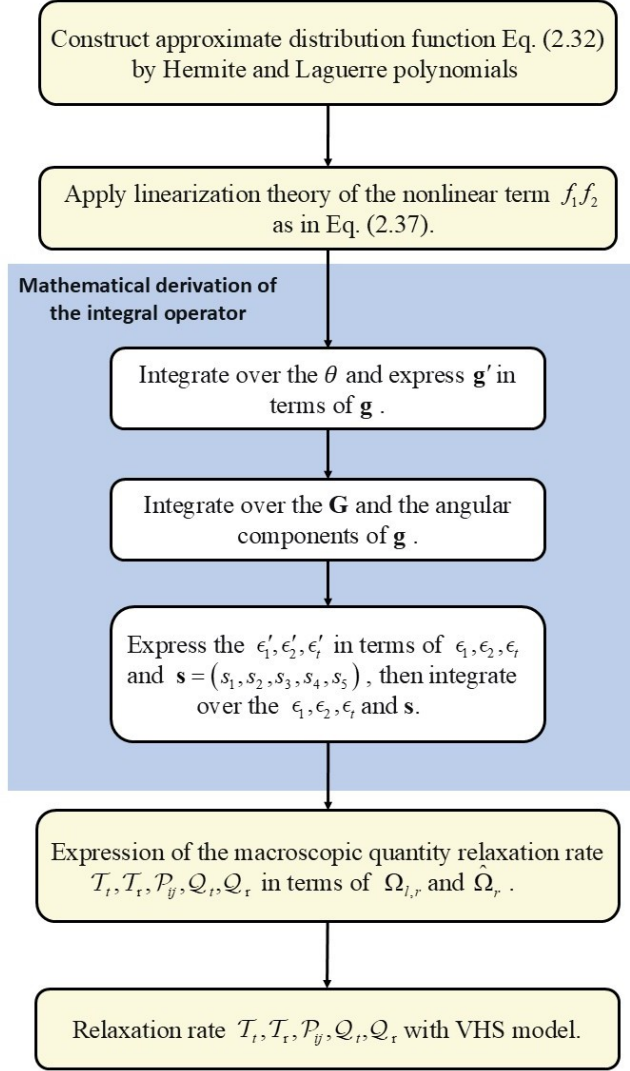 Construct approximate distribution function Eq. (2.32)
by Hermite and Laguerre polynomials
Apply linearization theory of the nonlinear term f₁f₂
as in Eq. (2.37).
Mathematical derivation of
the integral operator
Integrate over the θ and express g′ in
terms of g .
Integrate over the G and the angular
components of g .
Express the ϵ₁′,ϵ₂′,ϵₜ′ in terms of ϵ₁,ϵ₂,ϵₜ
and s = (s₁,s₂,s₃,s₄,s₅) , then integrate
over the ϵ₁,ϵ₂,ϵₜ and s.
Expression of the macroscopic quantity relaxation rate
𝒯ₜ,𝒯ᵣ,𝒫ᵢⱼ,𝒬ₜ,𝒬ᵣ in terms of Ω_{l,r} and Ω̂ᵣ .
Relaxation rate 𝒯ₜ,𝒯ᵣ,𝒫ᵢⱼ,𝒬ₜ,𝒬ᵣ with VHS model.